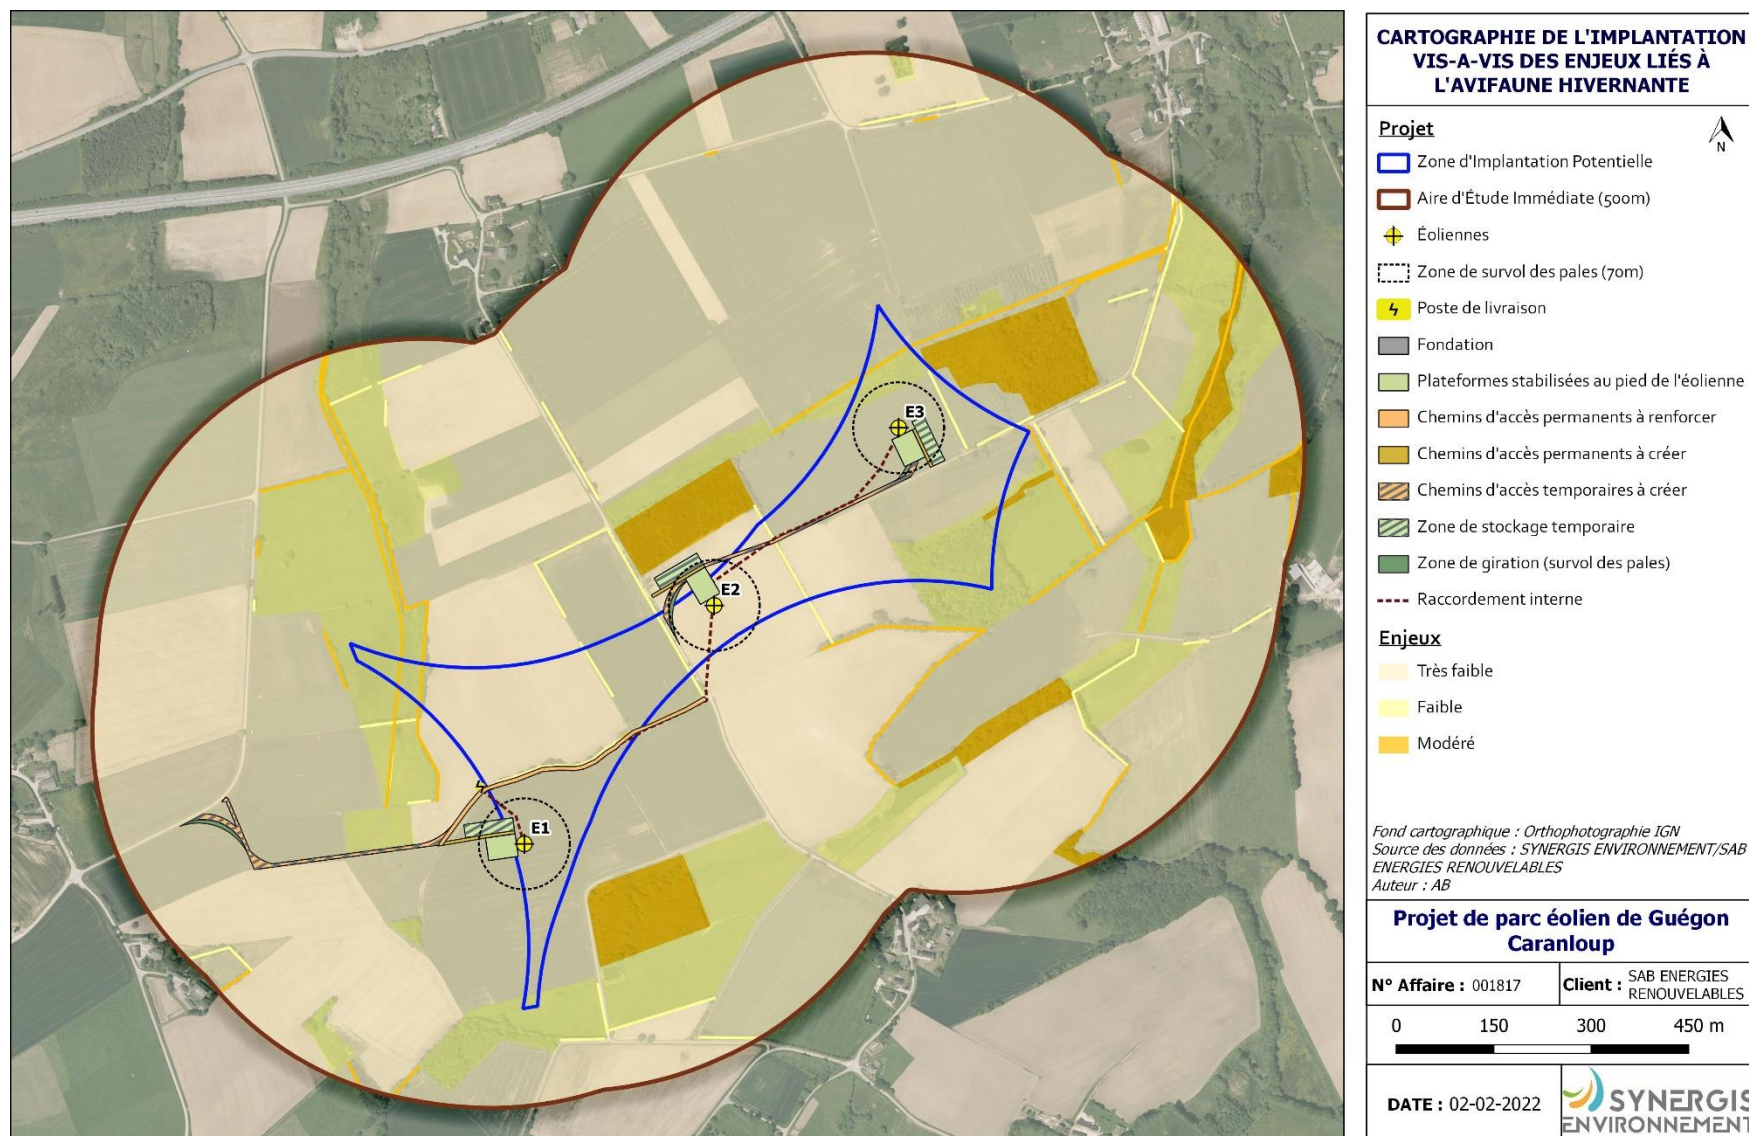 CARTOGRAPHIE DE L'IMPLANTATION
VIS-A-VIS DES ENJEUX LIÉS À
L'AVIFAUNE HIVERNANTE
Projet
N
Zone d'Implantation Potentielle
Aire d'Étude Immédiate (500m)
Éoliennes
Zone de survol des pales (70m)
Poste de livraison
Fondation
Plateformes stabilisées au pied de l'éolienne
Chemins d'accès permanents à renforcer
Chemins d'accès permanents à créer
Chemins d'accès temporaires à créer
Zone de stockage temporaire
Zone de giration (survol des pales)
Raccordement interne
Enjeux
Très faible
Faible
Modéré
E3
E2
E1
Fond cartographique : Orthophotographie IGN
Source des données : SYNERGIS ENVIRONNEMENT/SAB
ENERGIES RENOUVELABLES
Auteur : AB
Projet de parc éolien de Guégon
Caranloup
N° Affaire : 001817
Client : SAB ENERGIES
RENOUVELABLES
0 150 300 450 m
DATE : 02-02-2022
SYNERGIS
ENVIRONNEMENT